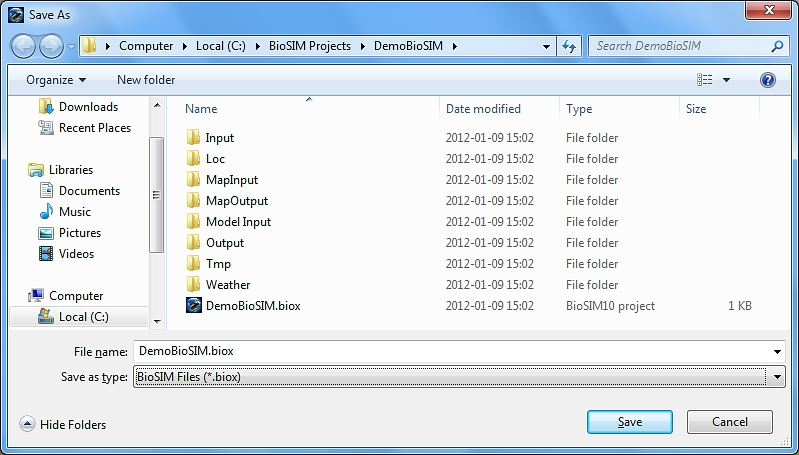 Save As
Computer Local (C:) BioSIM Projects DemoBioSIM Search DemoBioSIM
Organize New folder
Downloads
Recent Places
Libraries
Documents
Music
Pictures
Videos
Computer
Local (C:)
Name Date modified Type Size
Input 2012-01-09 15:02 File folder
Loc 2012-01-09 15:02 File folder
MapInput 2012-01-09 15:02 File folder
MapOutput 2012-01-09 15:02 File folder
Model Input 2012-01-09 15:02 File folder
Output 2012-01-09 15:02 File folder
Tmp 2012-01-09 15:02 File folder
Weather 2012-01-09 15:02 File folder
DemoBioSIM.biox 2012-01-09 15:02 BioSIM10 project 1 KB
File name: DemoBioSIM.biox
Save as type: BioSIM Files (*.biox)
Hide Folders Save Cancel